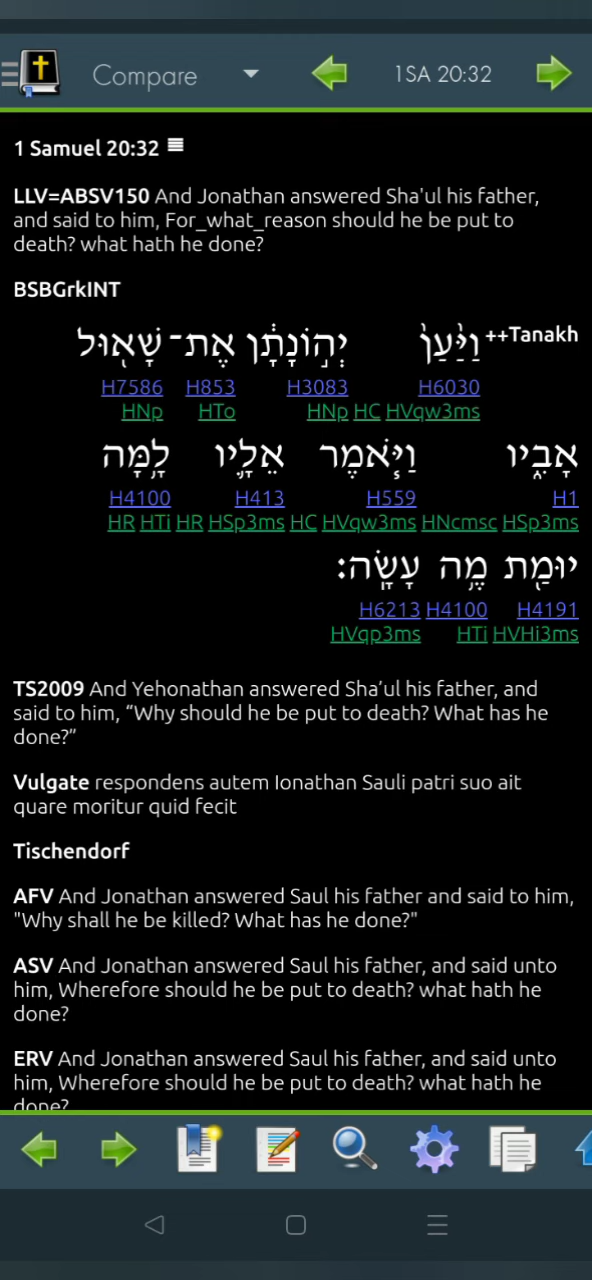 Compare
1SA 20:32
1 Samuel 20:32
LLV=ABSV150 And Jonathan answered Sha'ul his father,
and said to him, For_what_reason should he be put to
death? what hath he done?
BSBGrkINT
++Tanakh וַיַּ֙עַן֙ יְה֣וֹנָתָ֔ן אֶת־ שָׁא֖וּל
H7586 H853 H3083 H6030
HNp HTo HNp HC HVqw3ms
אָבִ֑יו וַיֹּ֧אמֶר אֵלָ֛יו לָ֥מָּה
H4100 H413 H559 H1
HR HTi HR HSp3ms HC HVqw3ms HNcmsc HSp3ms
יוּמַ֖ת מֶ֥ה עָשָֽׂה׃
H6213 H4100 H4191
HVqp3ms HTi HVHi3ms
TS2009 And Yehonathan answered Sha’ul his father, and
said to him, “Why should he be put to death? What has he
done?”
Vulgate respondens autem Ionathan Sauli patri suo ait
quare moritur quid fecit
Tischendorf
AFV And Jonathan answered Saul his father and said to him,
"Why shall he be killed? What has he done?"
ASV And Jonathan answered Saul his father, and said unto
him, Wherefore should he be put to death? what hath he
done?
ERV And Jonathan answered Saul his father, and said unto
him, Wherefore should he be put to death? what hath he
done?